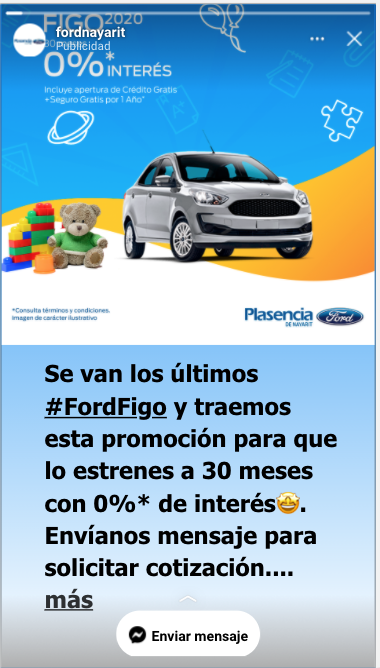 FIGO 2020
fordnayarit
Publicidad
0%* INTERÉS
Incluye apertura de Crédito Gratis
+Seguro Gratis por 1 Año*
*Consulta términos y condiciones.
Imagen de carácter ilustrativo
Plasencia
DE NAYARIT
Ford
Se van los últimos
#FordFigo y traemos
esta promoción para que
lo estrenes a 30 meses
con 0%* de interés🤩.
Envíanos mensaje para
solicitar cotización....
más
Enviar mensaje